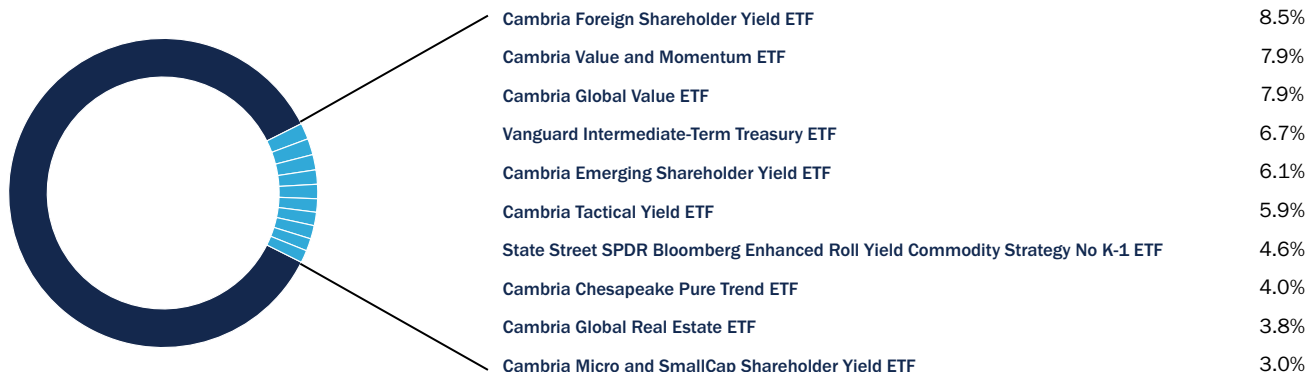 Cambria Foreign Shareholder Yield ETF 8.5%
Cambria Value and Momentum ETF 7.9%
Cambria Global Value ETF 7.9%
Vanguard Intermediate-Term Treasury ETF 6.7%
Cambria Emerging Shareholder Yield ETF 6.1%
Cambria Tactical Yield ETF 5.9%
State Street SPDR Bloomberg Enhanced Roll Yield Commodity Strategy No K-1 ETF 4.6%
Cambria Chesapeake Pure Trend ETF 4.0%
Cambria Global Real Estate ETF 3.8%
Cambria Micro and SmallCap Shareholder Yield ETF 3.0%